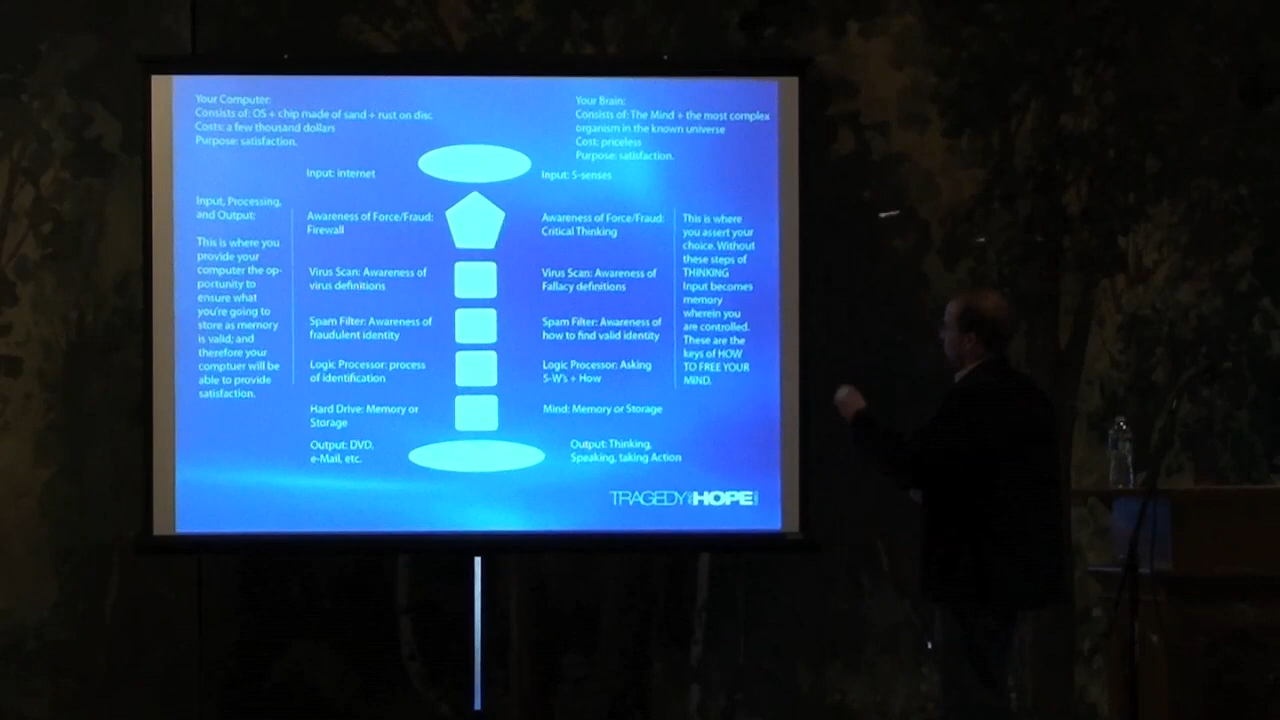 Your Computer:
Consists of: OS + chip made of sand + rust on disc
Costs: a few thousand dollars
Purpose: satisfaction.
Your Brain:
Consists of: The Mind + the most complex
organism in the known universe
Cost: priceless
Purpose: satisfaction.
Input: internet
Input: 5-senses
Input, Processing,
and Output:
This is where you
provide your
computer the op-
portunity to
ensure what
you're going to
store as memory
is valid; and
therefore your
comptuer will be
able to provide
satisfaction.
Awareness of Force/Fraud:
Firewall
Awareness of Force/Fraud:
Critical Thinking
Virus Scan: Awareness of
virus definitions
Virus Scan: Awareness of
Fallacy definitions
Spam Filter: Awareness of
fraudulent identity
Spam Filter: Awareness of
how to find valid identity
Logic Processor: process
of identification
Logic Processor: Asking
5-W's + How
Hard Drive: Memory or
Storage
Mind: Memory or Storage
Output: DVD,
e-Mail, etc.
Output: Thinking,
Speaking, taking Action
This is where
you assert your
choice. Without
these steps of
THINKING
Input becomes
memory
wherein you
are controlled.
These are the
keys of HOW
TO FREE YOUR
MIND.
TRAGEDY HOPE